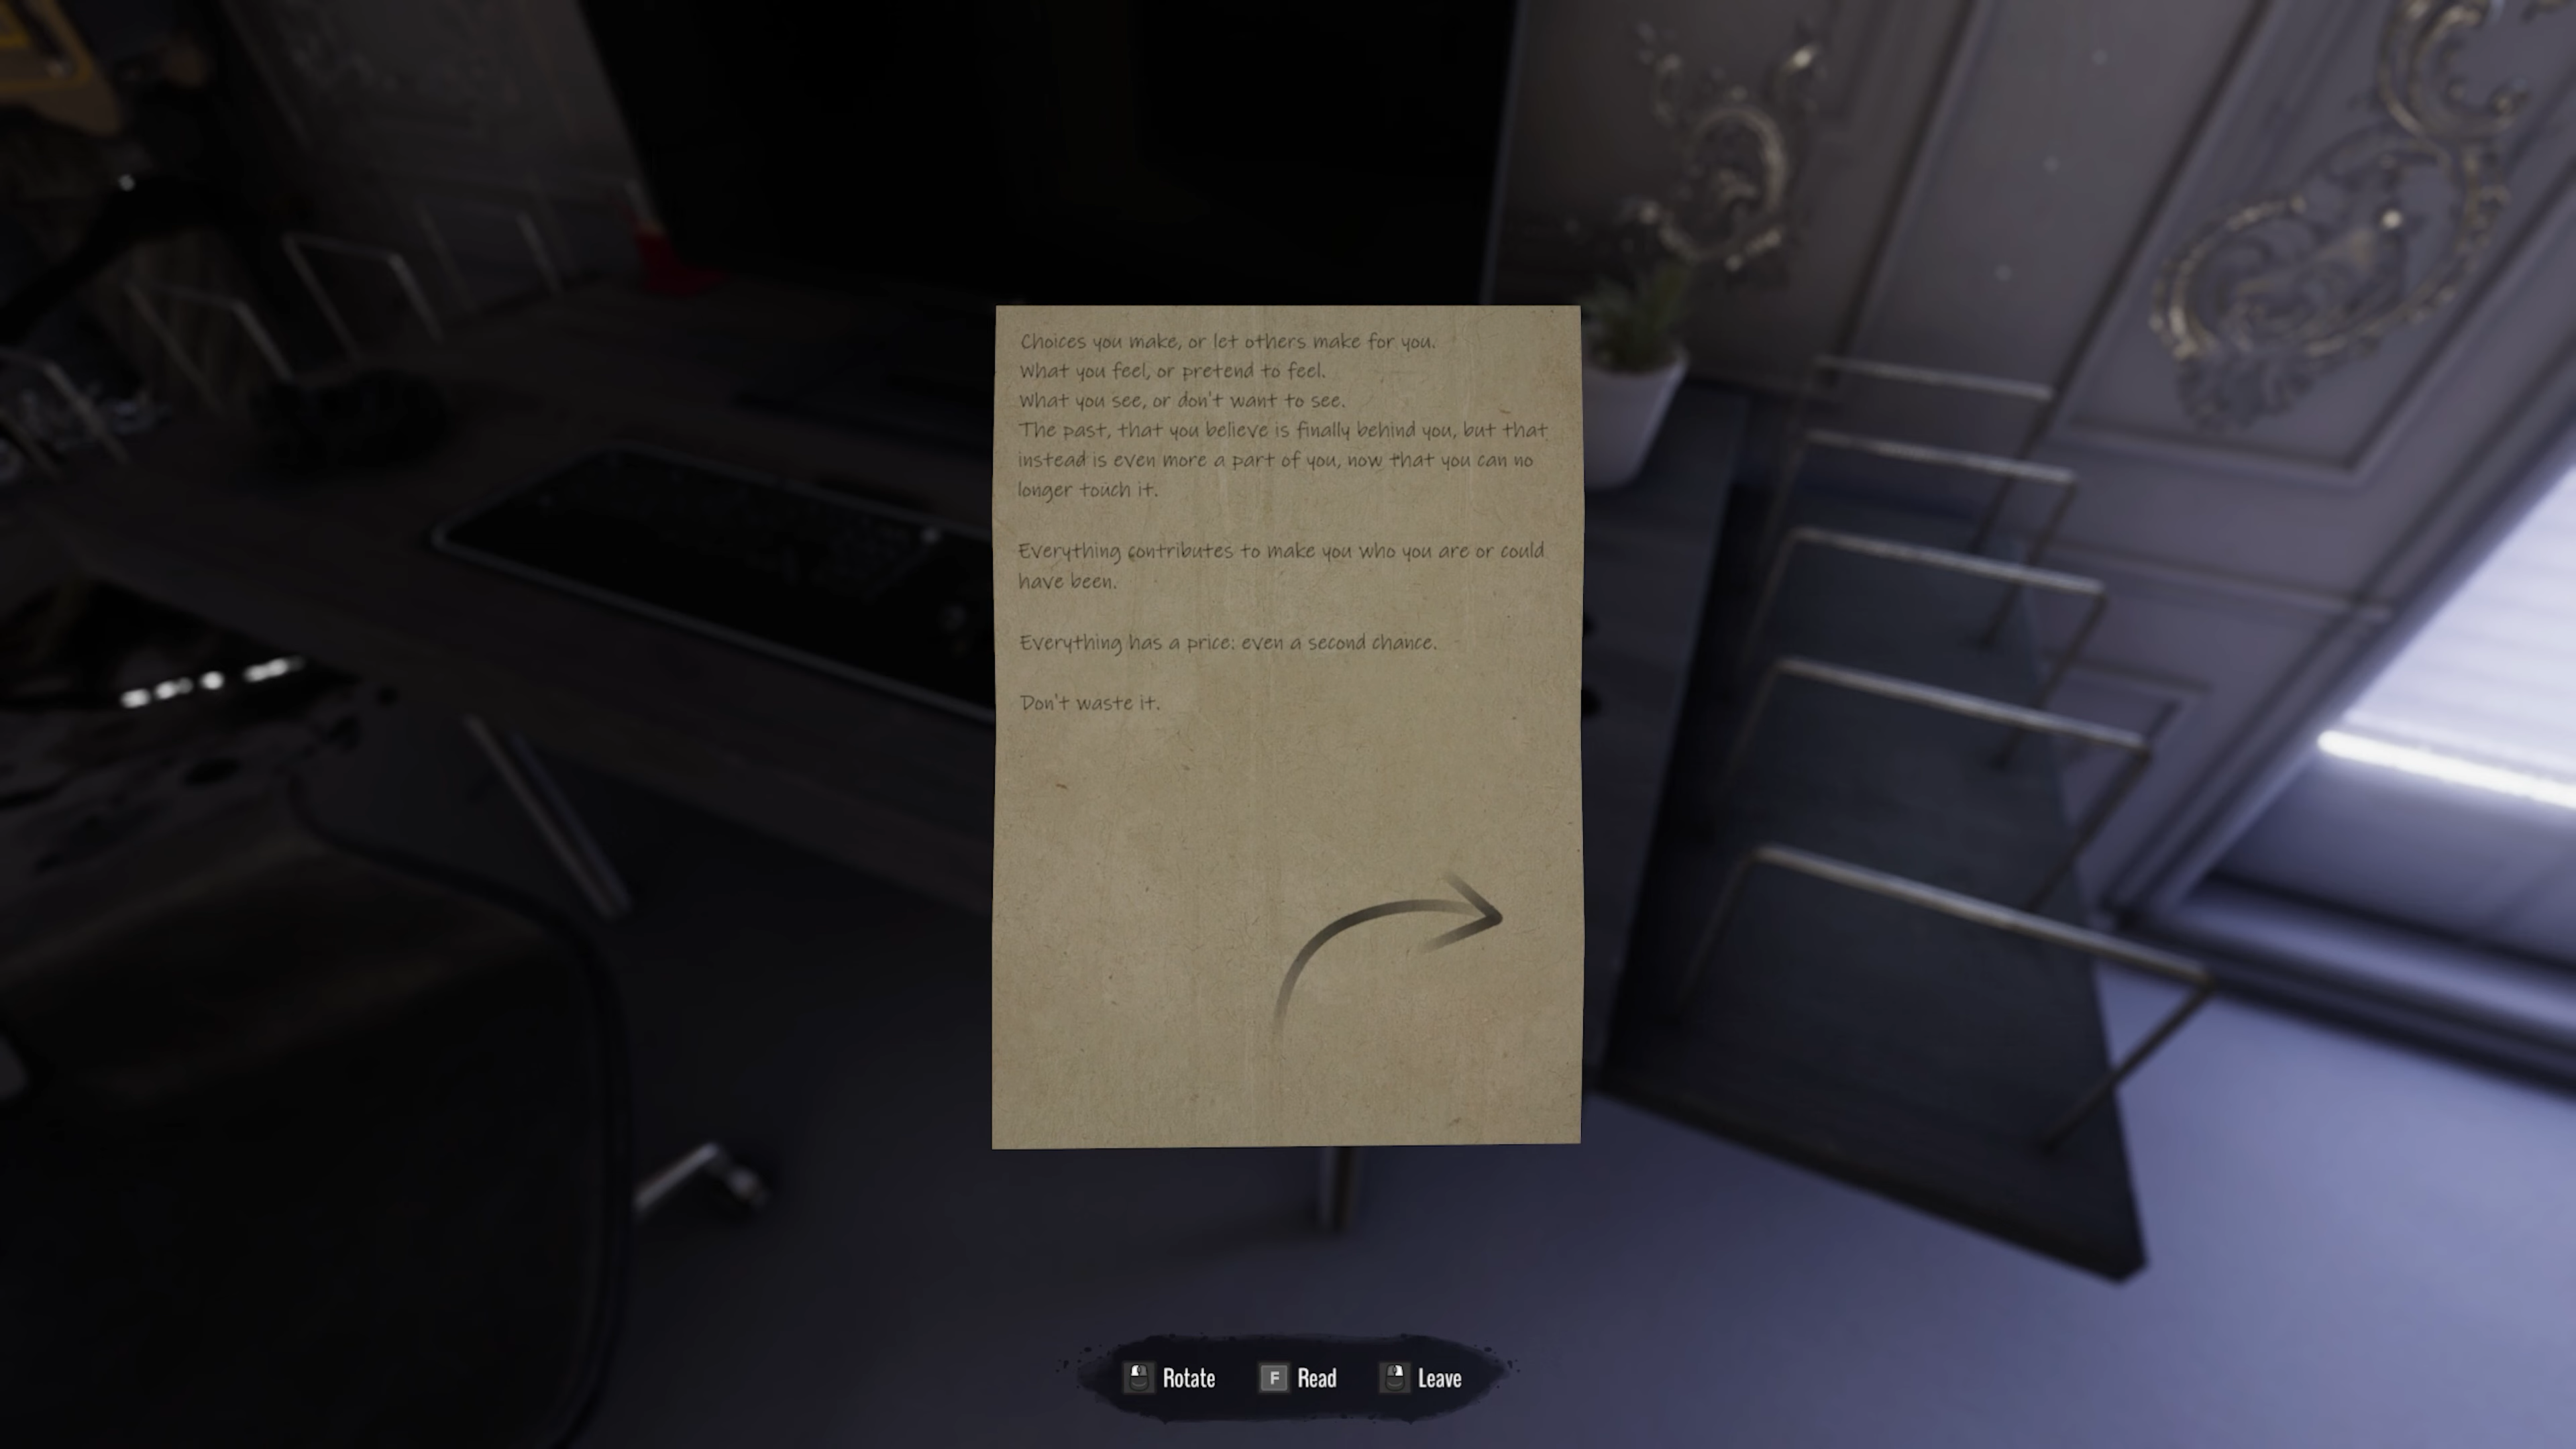 Choices you make, or let others make for you.
What you feel, or pretend to feel.
What you see, or don't want to see.
The past, that you believe is finally behind you, but that
instead is even more a part of you, now that you can no
longer touch it.
Everything contributes to make you who you are or could
have been.
Everything has a price: even a second chance.
Don't waste it.
Rotate F Read Leave